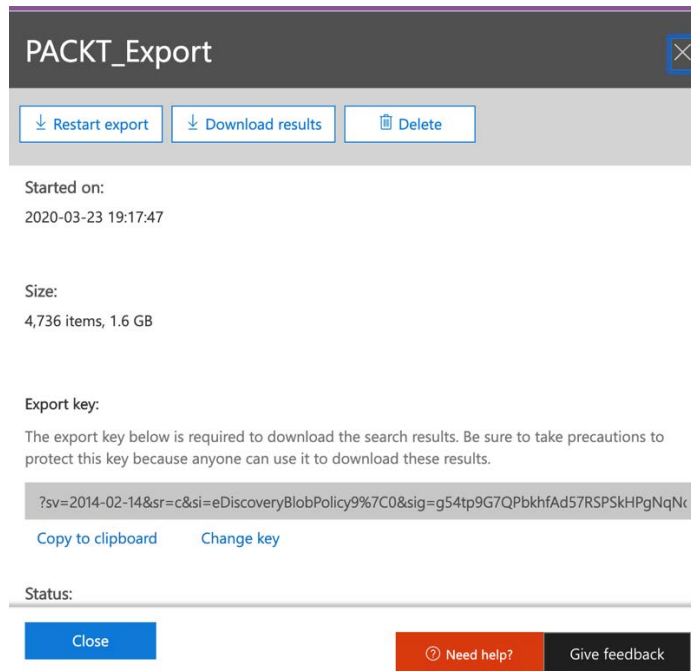 PACKT_Export
Restart export
Download results
Delete
Started on:
2020-03-23 19:17:47
Size:
4,736 items, 1.6 GB
Export key:
The export key below is required to download the search results. Be sure to take precautions to
protect this key because anyone can use it to download these results.
?sv=2014-02-14&sr=c&si=eDiscoveryBlobPolicy9%7C0&sig=g54tp9G7QPbkhfAd57RSPSkHPgNqN
Copy to clipboard
Change key
Status:
Close
Need help?
Give feedback